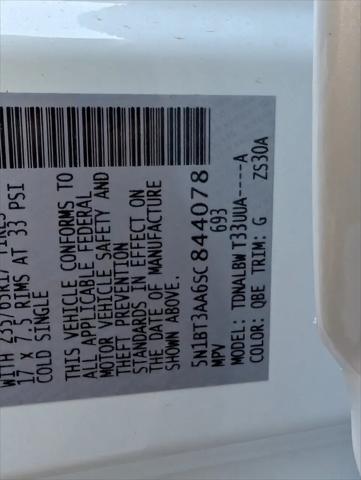 WITH 235/65R17 TIRES
17 X 7.5 RIMS AT 33 PSI
COLD SINGLE
THIS VEHICLE CONFORMS TO
ALL APPLICABLE FEDERAL
MOTOR VEHICLE SAFETY AND
THEFT PREVENTION
STANDARDS IN EFFECT ON
THE DATE OF MANUFACTURE
SHOWN ABOVE.
5N1BT3AA6SC844078
MPV 693
MODEL: TDNALBW T33UUA----A
COLOR: QBE TRIM: G ZS30A